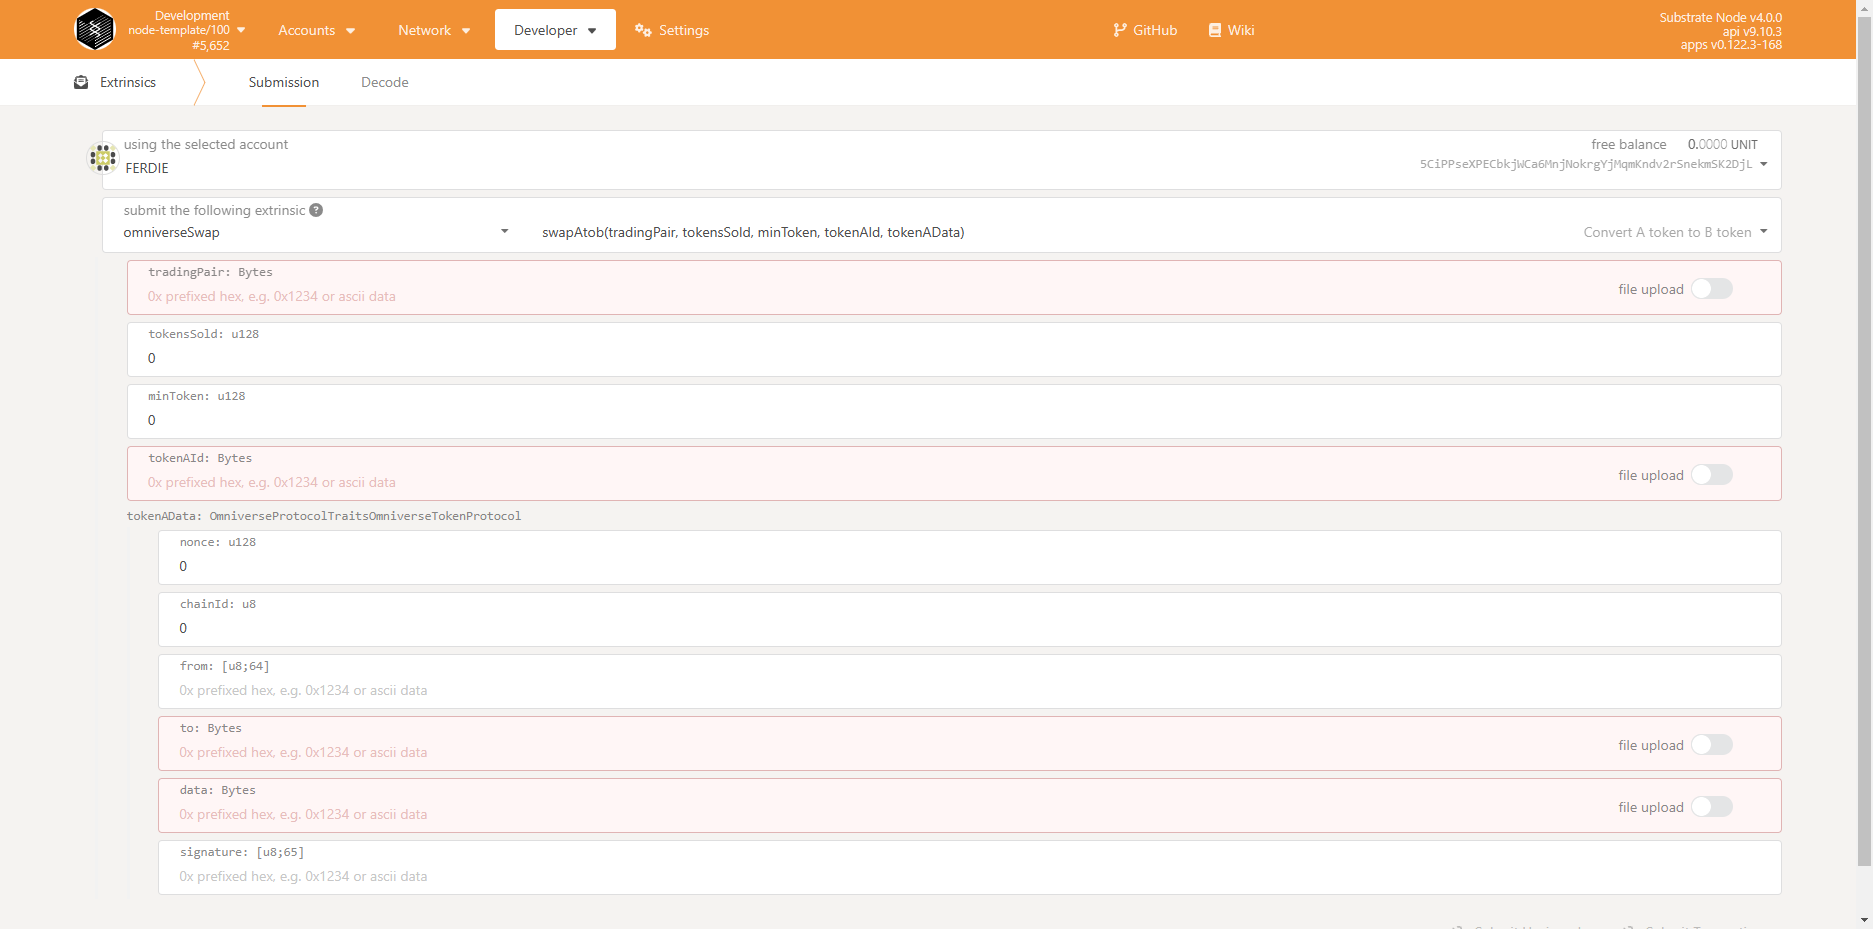 Development
node-template/100
#5,652
Accounts
Network
Developer
Settings
GitHub
Wiki
Substrate Node v4.0.0
api v9.10.3
apps v0.122.3-168
Extrinsics
Submission
Decode
using the selected account
FERDIE
free balance 0.0000 UNIT
5CiPPseXPECbkjWCa6MnjNokrgYjMqmKndv2rSnekmSK2DjL
submit the following extrinsic ?
omniverseSwap
swapAtob(tradingPair, tokensSold, minToken, tokenAId, tokenAData)
Convert A token to B token
tradingPair: Bytes
0x prefixed hex, e.g. 0x1234 or ascii data
file upload
tokensSold: u128
0
minToken: u128
0
tokenAId: Bytes
0x prefixed hex, e.g. 0x1234 or ascii data
file upload
tokenAData: OmniverseProtocolTraitsOmniverseTokenProtocol
nonce: u128
0
chainId: u8
0
from: [u8;64]
0x prefixed hex, e.g. 0x1234 or ascii data
to: Bytes
0x prefixed hex, e.g. 0x1234 or ascii data
file upload
data: Bytes
0x prefixed hex, e.g. 0x1234 or ascii data
file upload
signature: [u8;65]
0x prefixed hex, e.g. 0x1234 or ascii data